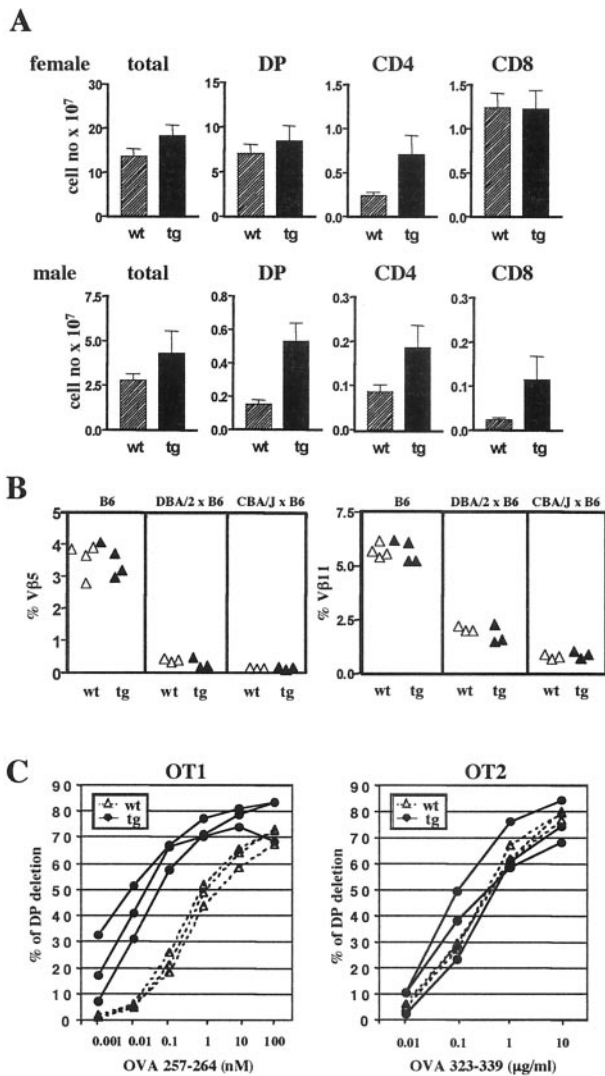 A
female total DP CD4 CD8
cell no x 10⁷
30
20
10
0
wt tg
10
5
0
wt tg
1.5
1.0
0.5
0.0
wt tg
1.5
1.0
0.5
0.0
wt tg
male total DP CD4 CD8
cell no x 10⁷
7.5
5.0
2.5
0.0
wt tg
0.8
0.6
0.4
0.2
0.0
wt tg
0.3
0.2
0.1
0.0
wt tg
0.3
0.2
0.1
0.0
wt tg
B
B6 DBA/2 x B6 CBA/J x B6
% Vβ5
5
4
3
2
1
0
wt tg wt tg wt tg
B6 DBA/2 x B6 CBA/J x B6
% Vβ11
7.5
5.0
2.5
0.0
wt tg wt tg wt tg
C
OT1
% of DP deletion
90
80
70
60
50
40
30
20
10
0
wt
tg
0.001 0.01 0.1 1 10 100
OVA 257-264 (nM)
OT2
% of DP deletion
90
80
70
60
50
40
30
20
10
0
wt
tg
0.01 0.1 1 10
OVA 323-339 (µg/ml)